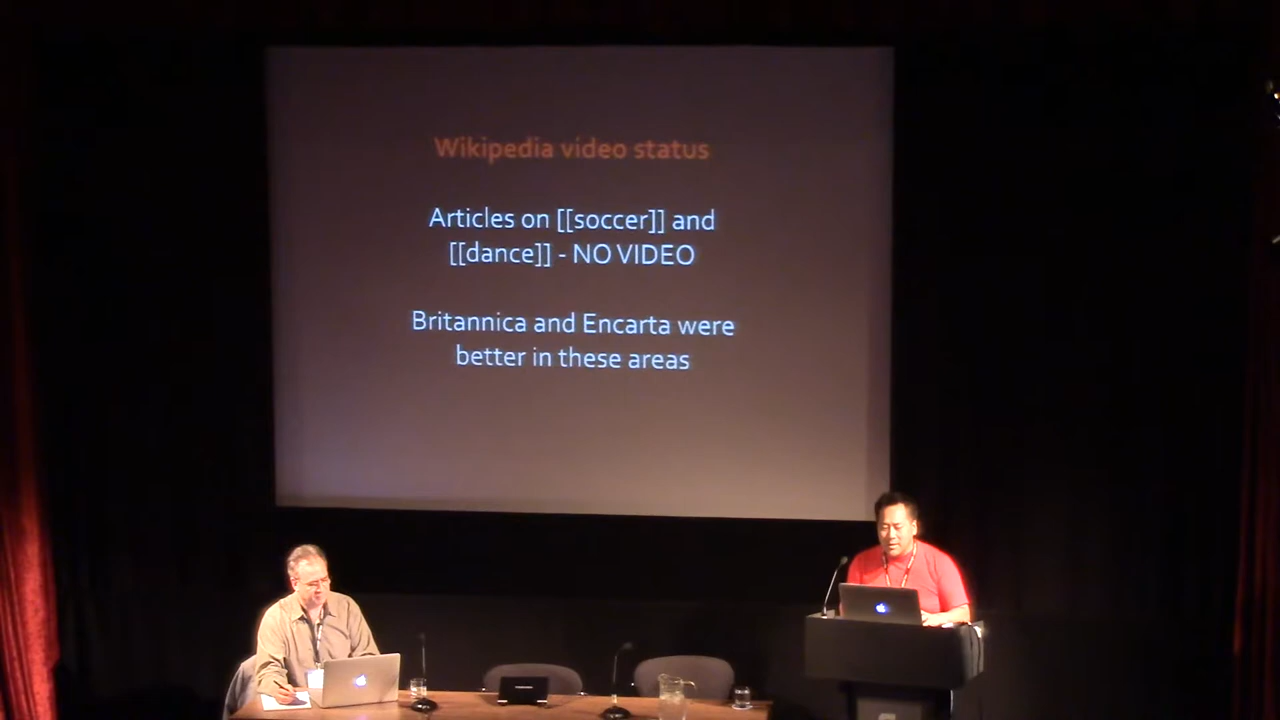 Wikipedia video status
Articles on [[soccer]] and
[[dance]] - NO VIDEO
Britannica and Encarta were
better in these areas